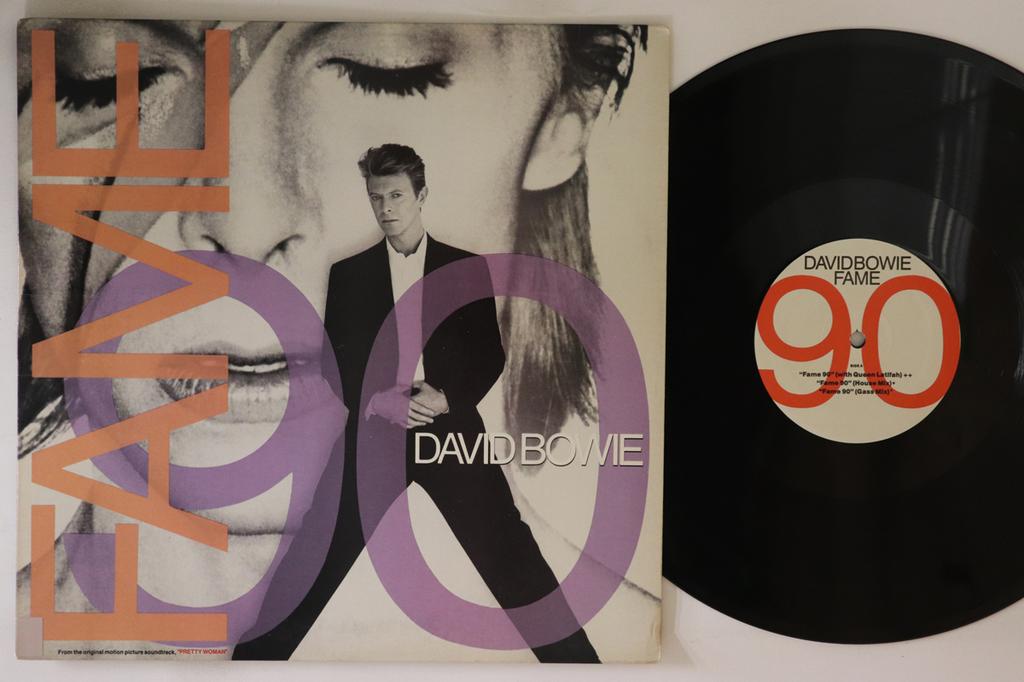 FAME
90
DAVID BOWIE
From the original motion picture soundtrack, "PRETTY WOMAN"
DAVIDBOWIE
FAME
90
SIDE A
"Fame 90" (with Queen Latifah) ++
"Fame 90" (House Mix)+
"Fame 90" (Gass Mix)*